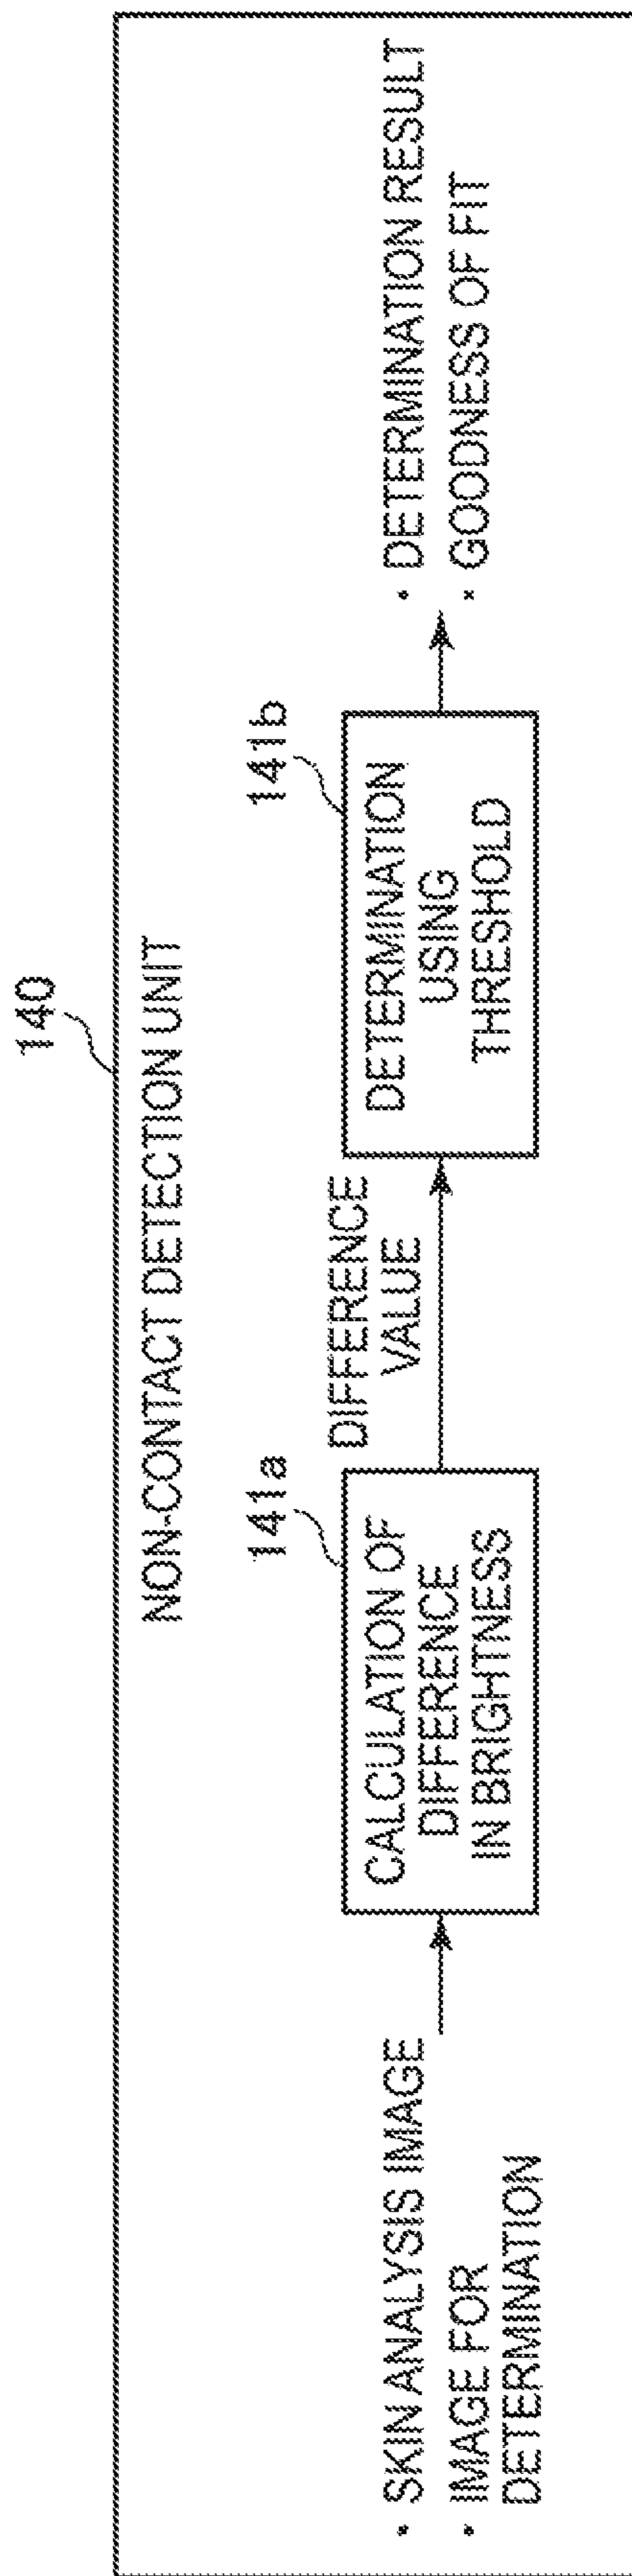 140
NON-CONTACT DETECTION UNIT
• SKIN ANALYSIS IMAGE
• IMAGE FOR
DETERMINATION
141a
CALCULATION OF
DIFFERENCE
IN BRIGHTNESS
DIFFERENCE
VALUE
141b
DETERMINATION
USING
THRESHOLD
• DETERMINATION RESULT
• GOODNESS OF FIT